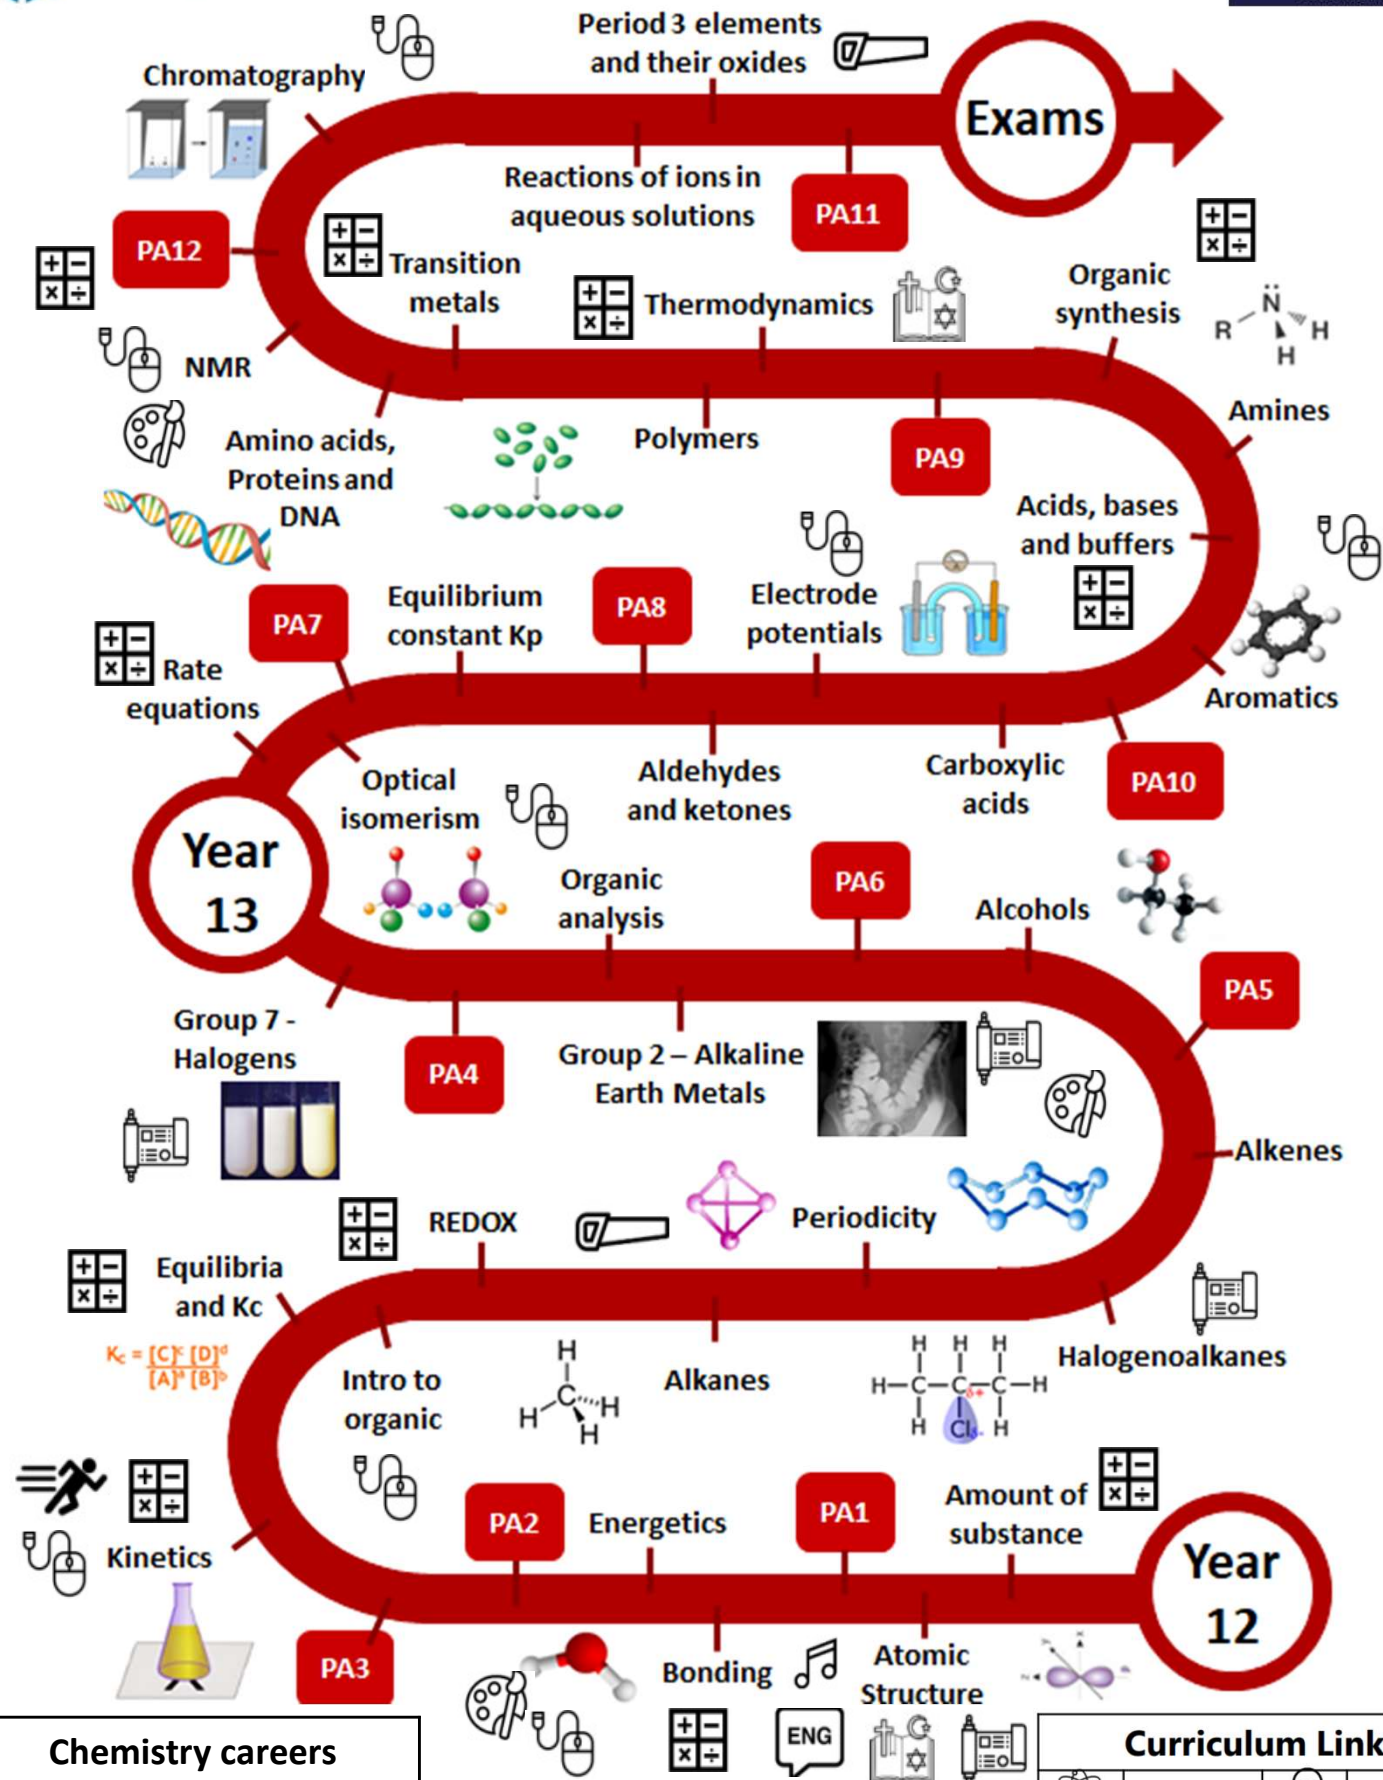 Period 3 elements
and their oxides
Chromatography
Exams
Reactions of ions in
aqueous solutions
PA11
PA12
Transition
metals
Thermodynamics
Organic
synthesis
N
R
H
H
NMR
Amines
Amino acids,
Proteins and
DNA
Polymers
PA9
Acids, bases
and buffers
Equilibrium
constant Kp
PA8
Electrode
potentials
PA7
Rate
equations
Aromatics
Optical
isomerism
Aldehydes
and ketones
Carboxylic
acids
PA10
Year
13
Organic
analysis
PA6
Alcohols
PA5
Group 7 -
Halogens
PA4
Group 2 – Alkaline
Earth Metals
Alkenes
REDOX
Periodicity
Equilibria
and Kc
Kc = [C]ᶜ [D]ᵈ
[A]ᵃ [B]ᵇ
Intro to
organic
H
C
H
H
H
Alkanes
H H H
H C C C H
δ+
H Cl δ- H
Halogenoalkanes
Kinetics
PA2
Energetics
PA1
Amount of
substance
Year
12
PA3
Bonding
Atomic
Structure
ENG
Chemistry careers
Curriculum Link